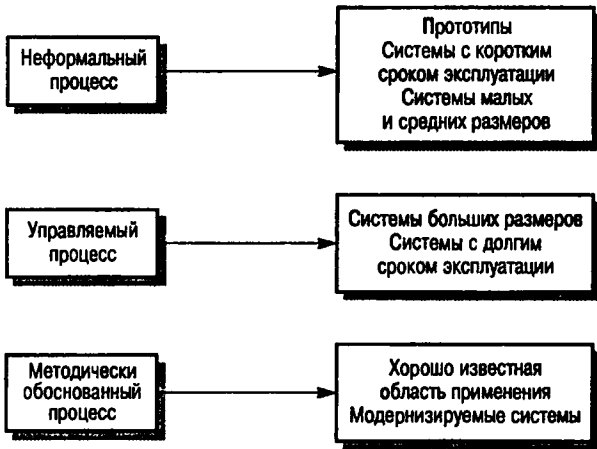 Неформальный
процесс
Прототипы
Системы с коротким
сроком эксплуатации
Системы малых
и средних размеров
Управляемый
процесс
Системы больших размеров
Системы с долгим
сроком эксплуатации
Методически
обоснованный
процесс
Хорошо известная
область применения
Модернизируемые системы